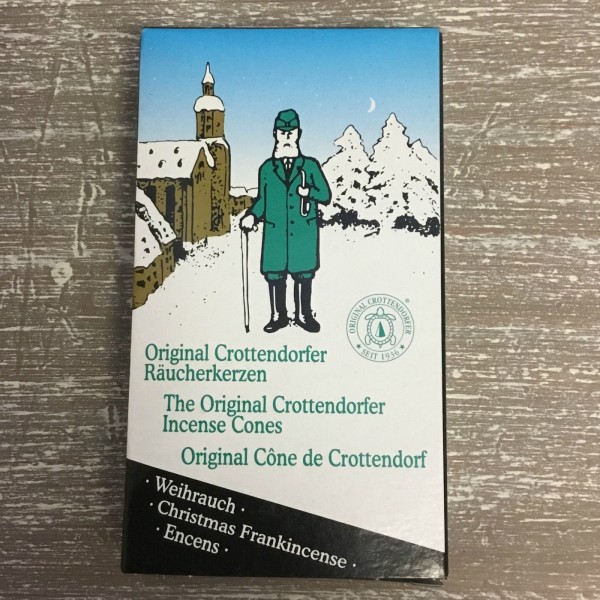 ORIGINAL CROTTENDORFER ®
★ SEIT 1936 ★
Original Crottendorfer
Räucherkerzen
The Original Crottendorfer
Incense Cones
Original Cône de Crottendorf
· Weihrauch ·
· Christmas Frankincense ·
· Encens ·